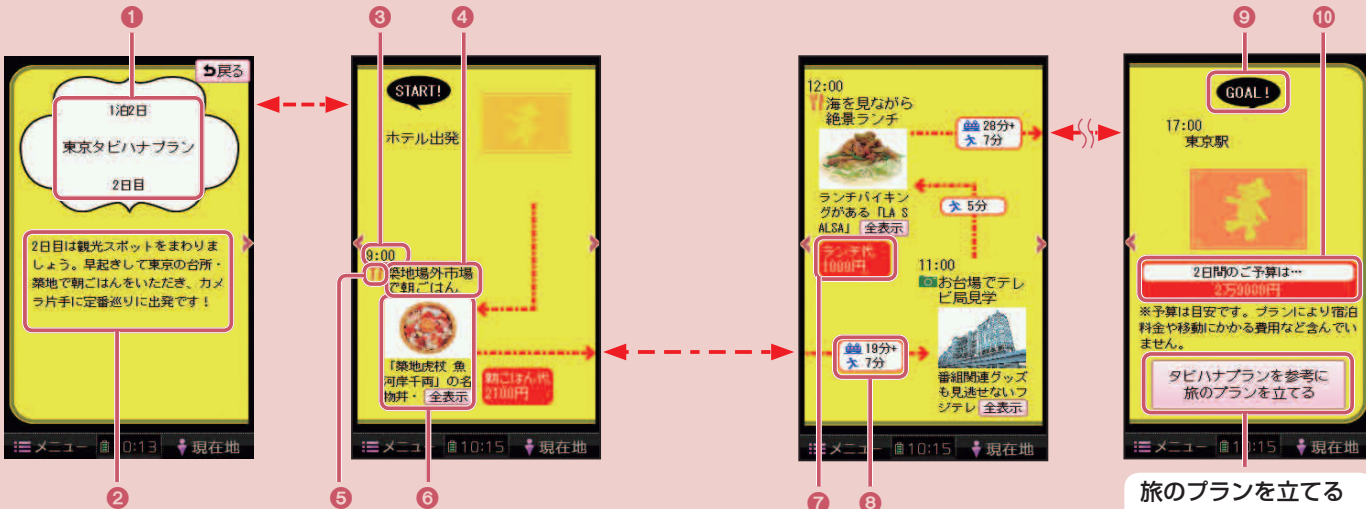 ❶
❸
❹
❾
❿
戻る
1泊2日
東京タビハナプラン
2日目
2日目は観光スポットをまわりま
しょう。早起きして東京の台所・
築地で朝ごはんをいただき、カメ
ラ片手に定番巡りに出発です!
メニュー
10:13
現在地
❷
START!
ホテル出発
9:00
築地場外市場
で朝ごはん
「築地虎杖 魚
河岸千両」の名
物丼・
全表示
朝ごはん代
2100円
メニュー
10:15
現在地
❺
❻
12:00
海を見ながら
絶景ランチ
28分+
7分
ランチバイキン
グがある「LA S
ALSA」
全表示
5分
ランチ代
1000円
11:00
お台場でテレ
ビ局見学
19分+
7分
番組関連グッズ
も見逃せないフ
ジテレ
全表示
メニュー
10:15
現在地
❼
❽
GOAL!
17:00
東京駅
2日間のご予算は…
2万9000円
※予算は目安です。プランにより宿泊
料金や移動にかかる費用など含んでい
ません。
タビハナプランを参考に
旅のプランを立てる
メニュー
10:15
現在地
旅のプランを立てる